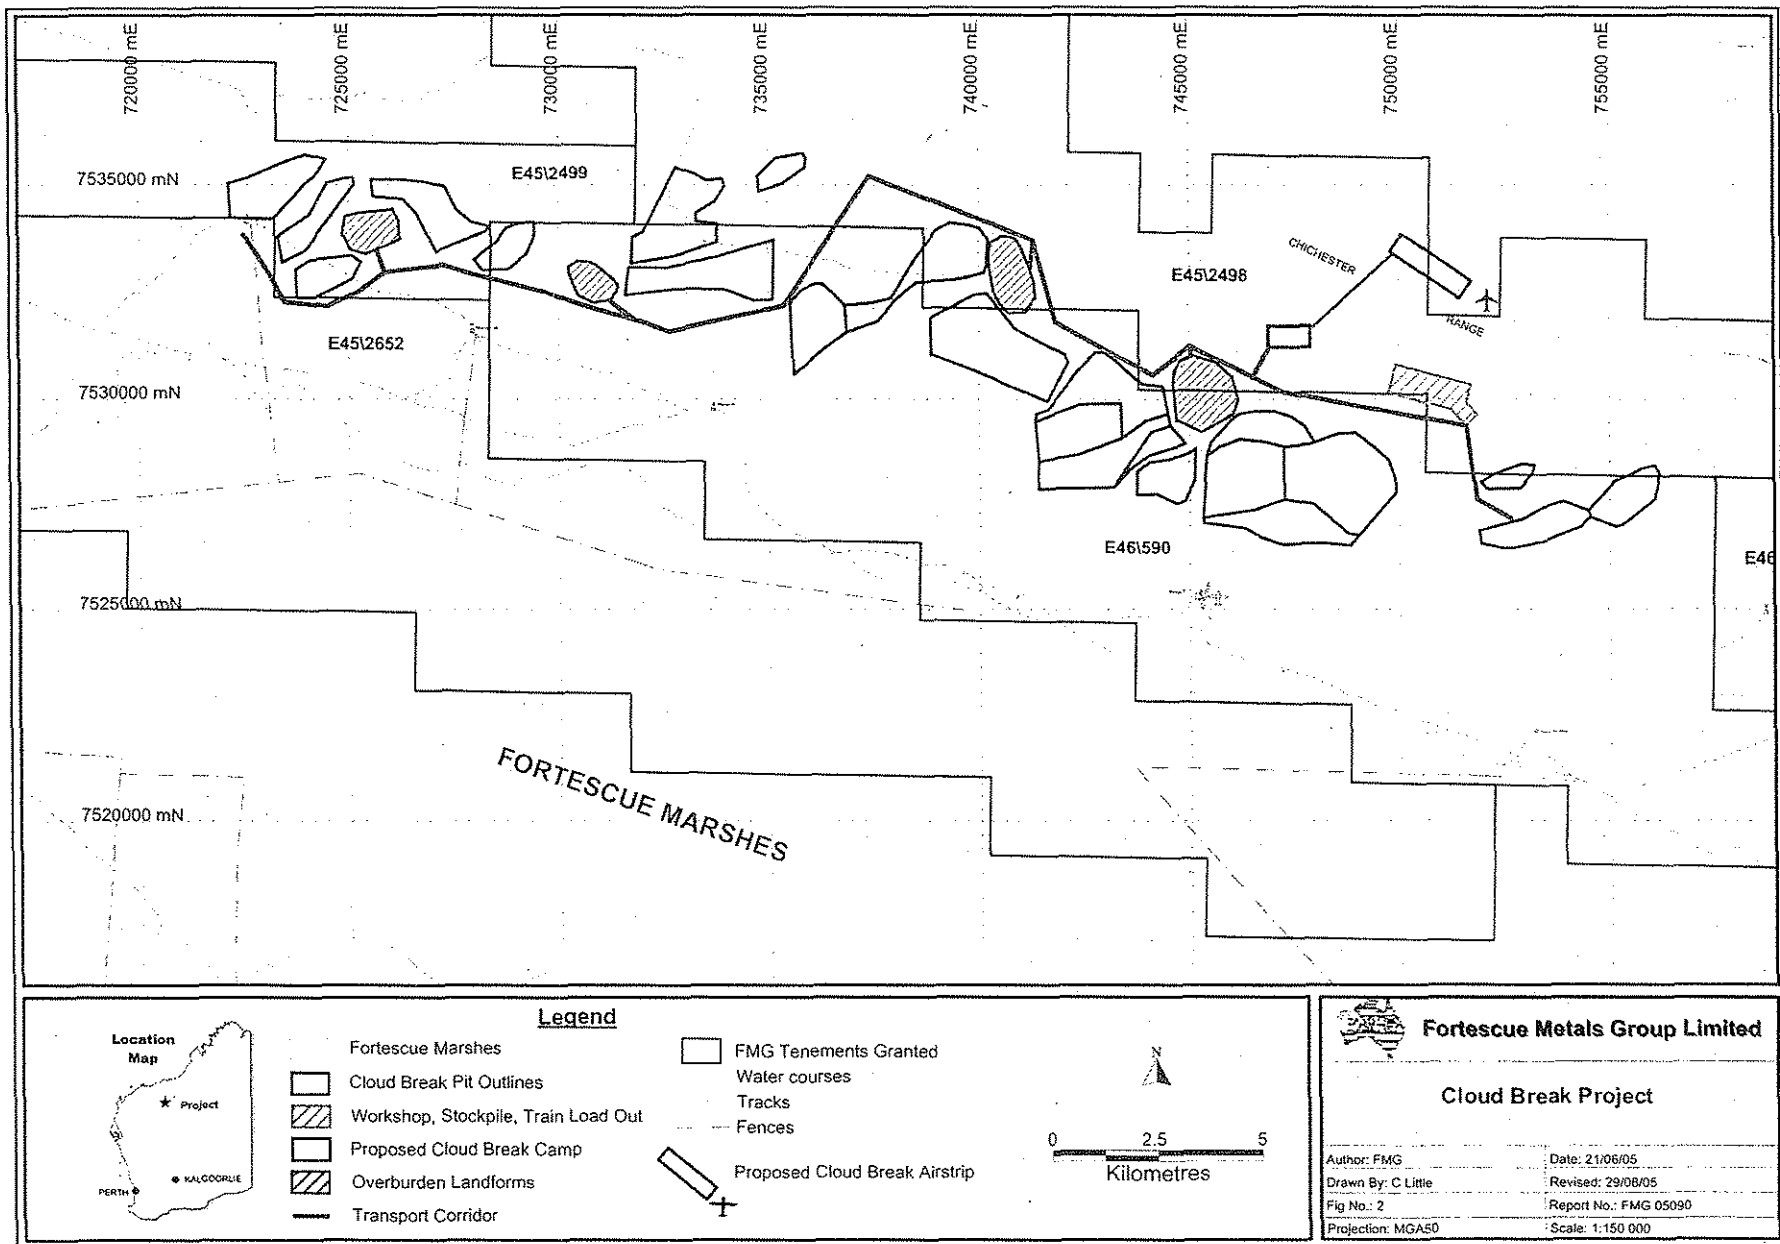 720000 mE
725000 mE
730000 mE
735000 mE
740000 mE
745000 mE
750000 mE
755000 mE
7535000 mN
E45\2499
E45\2498
CHICHESTER
RANGE
E45\2652
7530000 mN
E46\590
E46
7525000 mN
FORTESCUE MARSHES
7520000 mN
Legend
Location
Map
Project
KALGOORLIE
PERTH
Fortescue Marshes
Cloud Break Pit Outlines
Workshop, Stockpile, Train Load Out
Proposed Cloud Break Camp
Overburden Landforms
Transport Corridor
FMG Tenements Granted
Water courses
Tracks
Fences
Proposed Cloud Break Airstrip
N
0 2.5 5
Kilometres
Fortescue Metals Group Limited
Cloud Break Project
Author: FMG
Date: 21/06/05
Drawn By: C Little
Revised: 29/08/05
Fig No.: 2
Report No.: FMG 05090
Projection: MGA50
Scale: 1:150 000